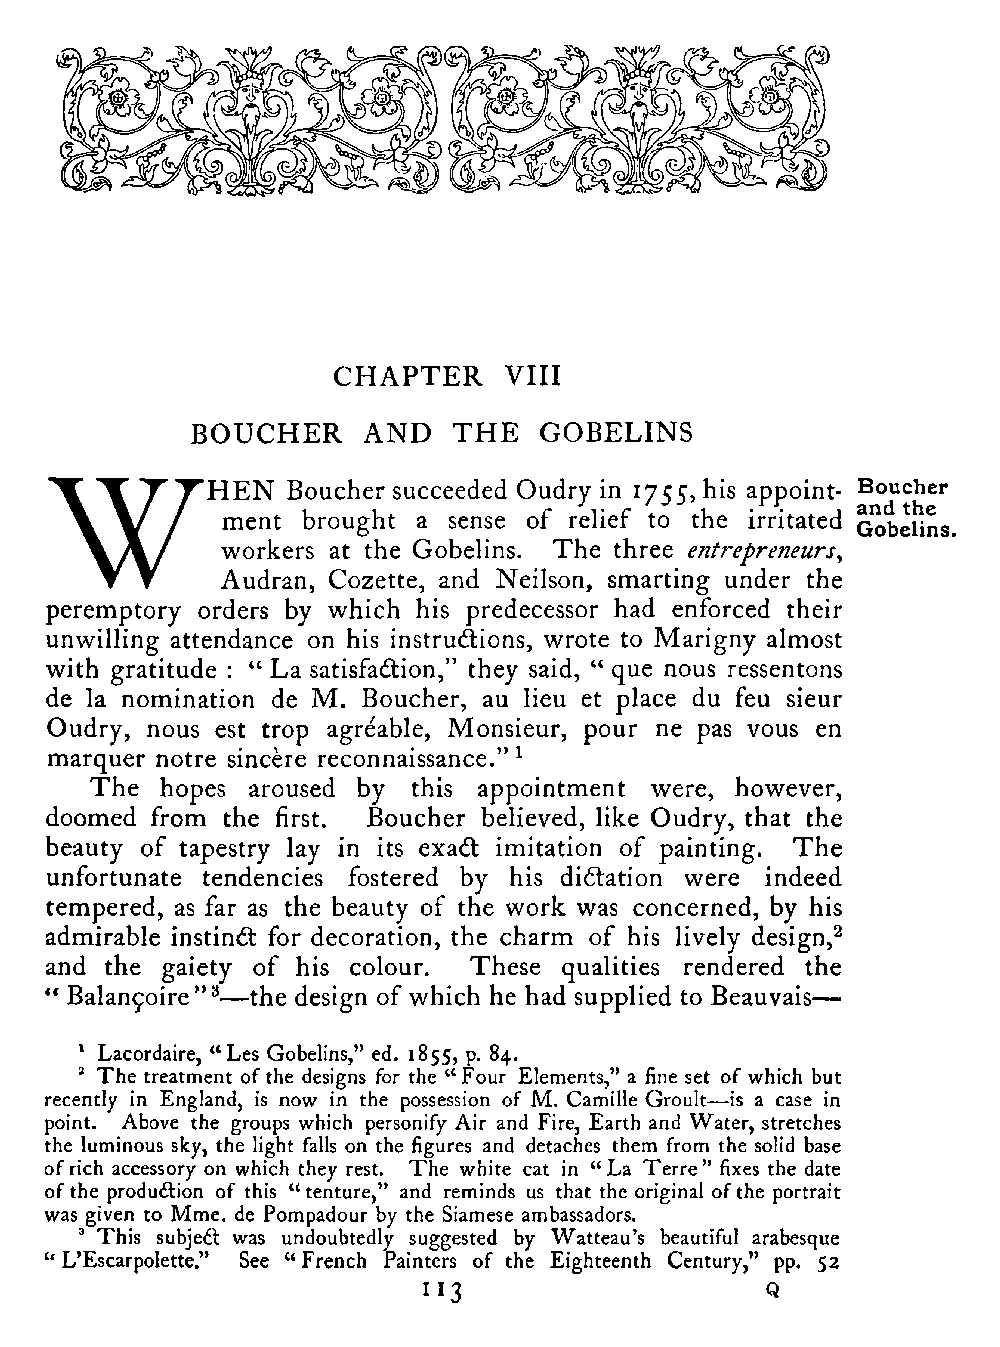 CHAPTER VIII
BOUCHER AND THE GOBELINS
WHEN Boucher succeeded Oudry in 1755, his appoint-
ment brought a sense of relief to the irritated
workers at the Gobelins. The three entrepreneurs,
Audran, Cozette, and Neilson, smarting under the
peremptory orders by which his predecessor had enforced their
unwilling attendance on his instructions, wrote to Marigny almost
with gratitude : “ La satisfaction,” they said, “ que nous ressentons
de la nomination de M. Boucher, au lieu et place du feu sieur
Oudry, nous est trop agréable, Monsieur, pour ne pas vous en
marquer notre sincère reconnaissance.” ¹
Boucher
and the
Gobelins.
The hopes aroused by this appointment were, however,
doomed from the first. Boucher believed, like Oudry, that the
beauty of tapestry lay in its exact imitation of painting. The
unfortunate tendencies fostered by his dictation were indeed
tempered, as far as the beauty of the work was concerned, by his
admirable instinct for decoration, the charm of his lively design,²
and the gaiety of his colour. These qualities rendered the
“ Balançoire ” ³—the design of which he had supplied to Beauvais—
¹ Lacordaire, “ Les Gobelins,” ed. 1855, p. 84.
² The treatment of the designs for the “ Four Elements,” a fine set of which but
recently in England, is now in the possession of M. Camille Groult—is a case in
point. Above the groups which personify Air and Fire, Earth and Water, stretches
the luminous sky, the light falls on the figures and detaches them from the solid base
of rich accessory on which they rest. The white cat in “ La Terre ” fixes the date
of the production of this “ tenture,” and reminds us that the original of the portrait
was given to Mme. de Pompadour by the Siamese ambassadors.
³ This subject was undoubtedly suggested by Watteau’s beautiful arabesque
“ L’Escarpolette.” See “ French Painters of the Eighteenth Century,” pp. 52
113 Q